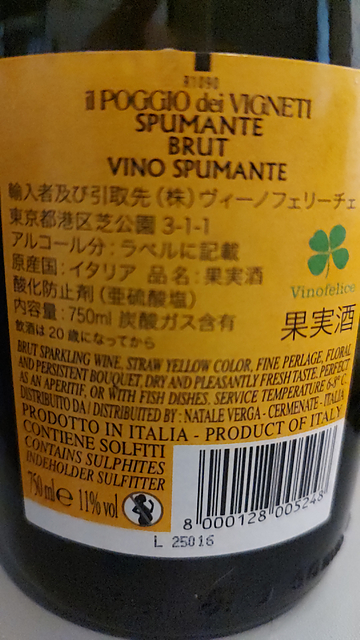 R1090
il POGGIO dei VIGNETI
SPUMANTE
BRUT
VINO SPUMANTE
輸入者及び引取先（株）ヴィーノフェリーチェ
東京都港区芝公園 3-1-1
アルコール分：ラベルに記載
原産国：イタリア 品名：果実酒
酸化防止剤（亜硫酸塩）
内容量：750ml 炭酸ガス含有
飲酒は20歳になってから
Vinofelice
果実酒
BRUT SPARKLING WINE, STRAW YELLOW COLOR, FINE PERLAGE, FLORAL
AND PERSISTENT BOUQUET, DRY AND PLEASANTLY FRESH TASTE. PERFECT
AS AN APERITIF, OR WITH FISH DISHES. SERVICE TEMPERATURE 6-8° C.
DISTRIBUITO DA / DISTRIBUTED BY : NATALE VERGA - CERMENATE - ITALIA
PRODOTTO IN ITALIA - PRODUCT OF ITALY
CONTIENE SOLFITI
CONTAINS SULPHITES
INDEHOLDER SULFITTER
750 ml e 11% vol
8 000128 005248
L 25016